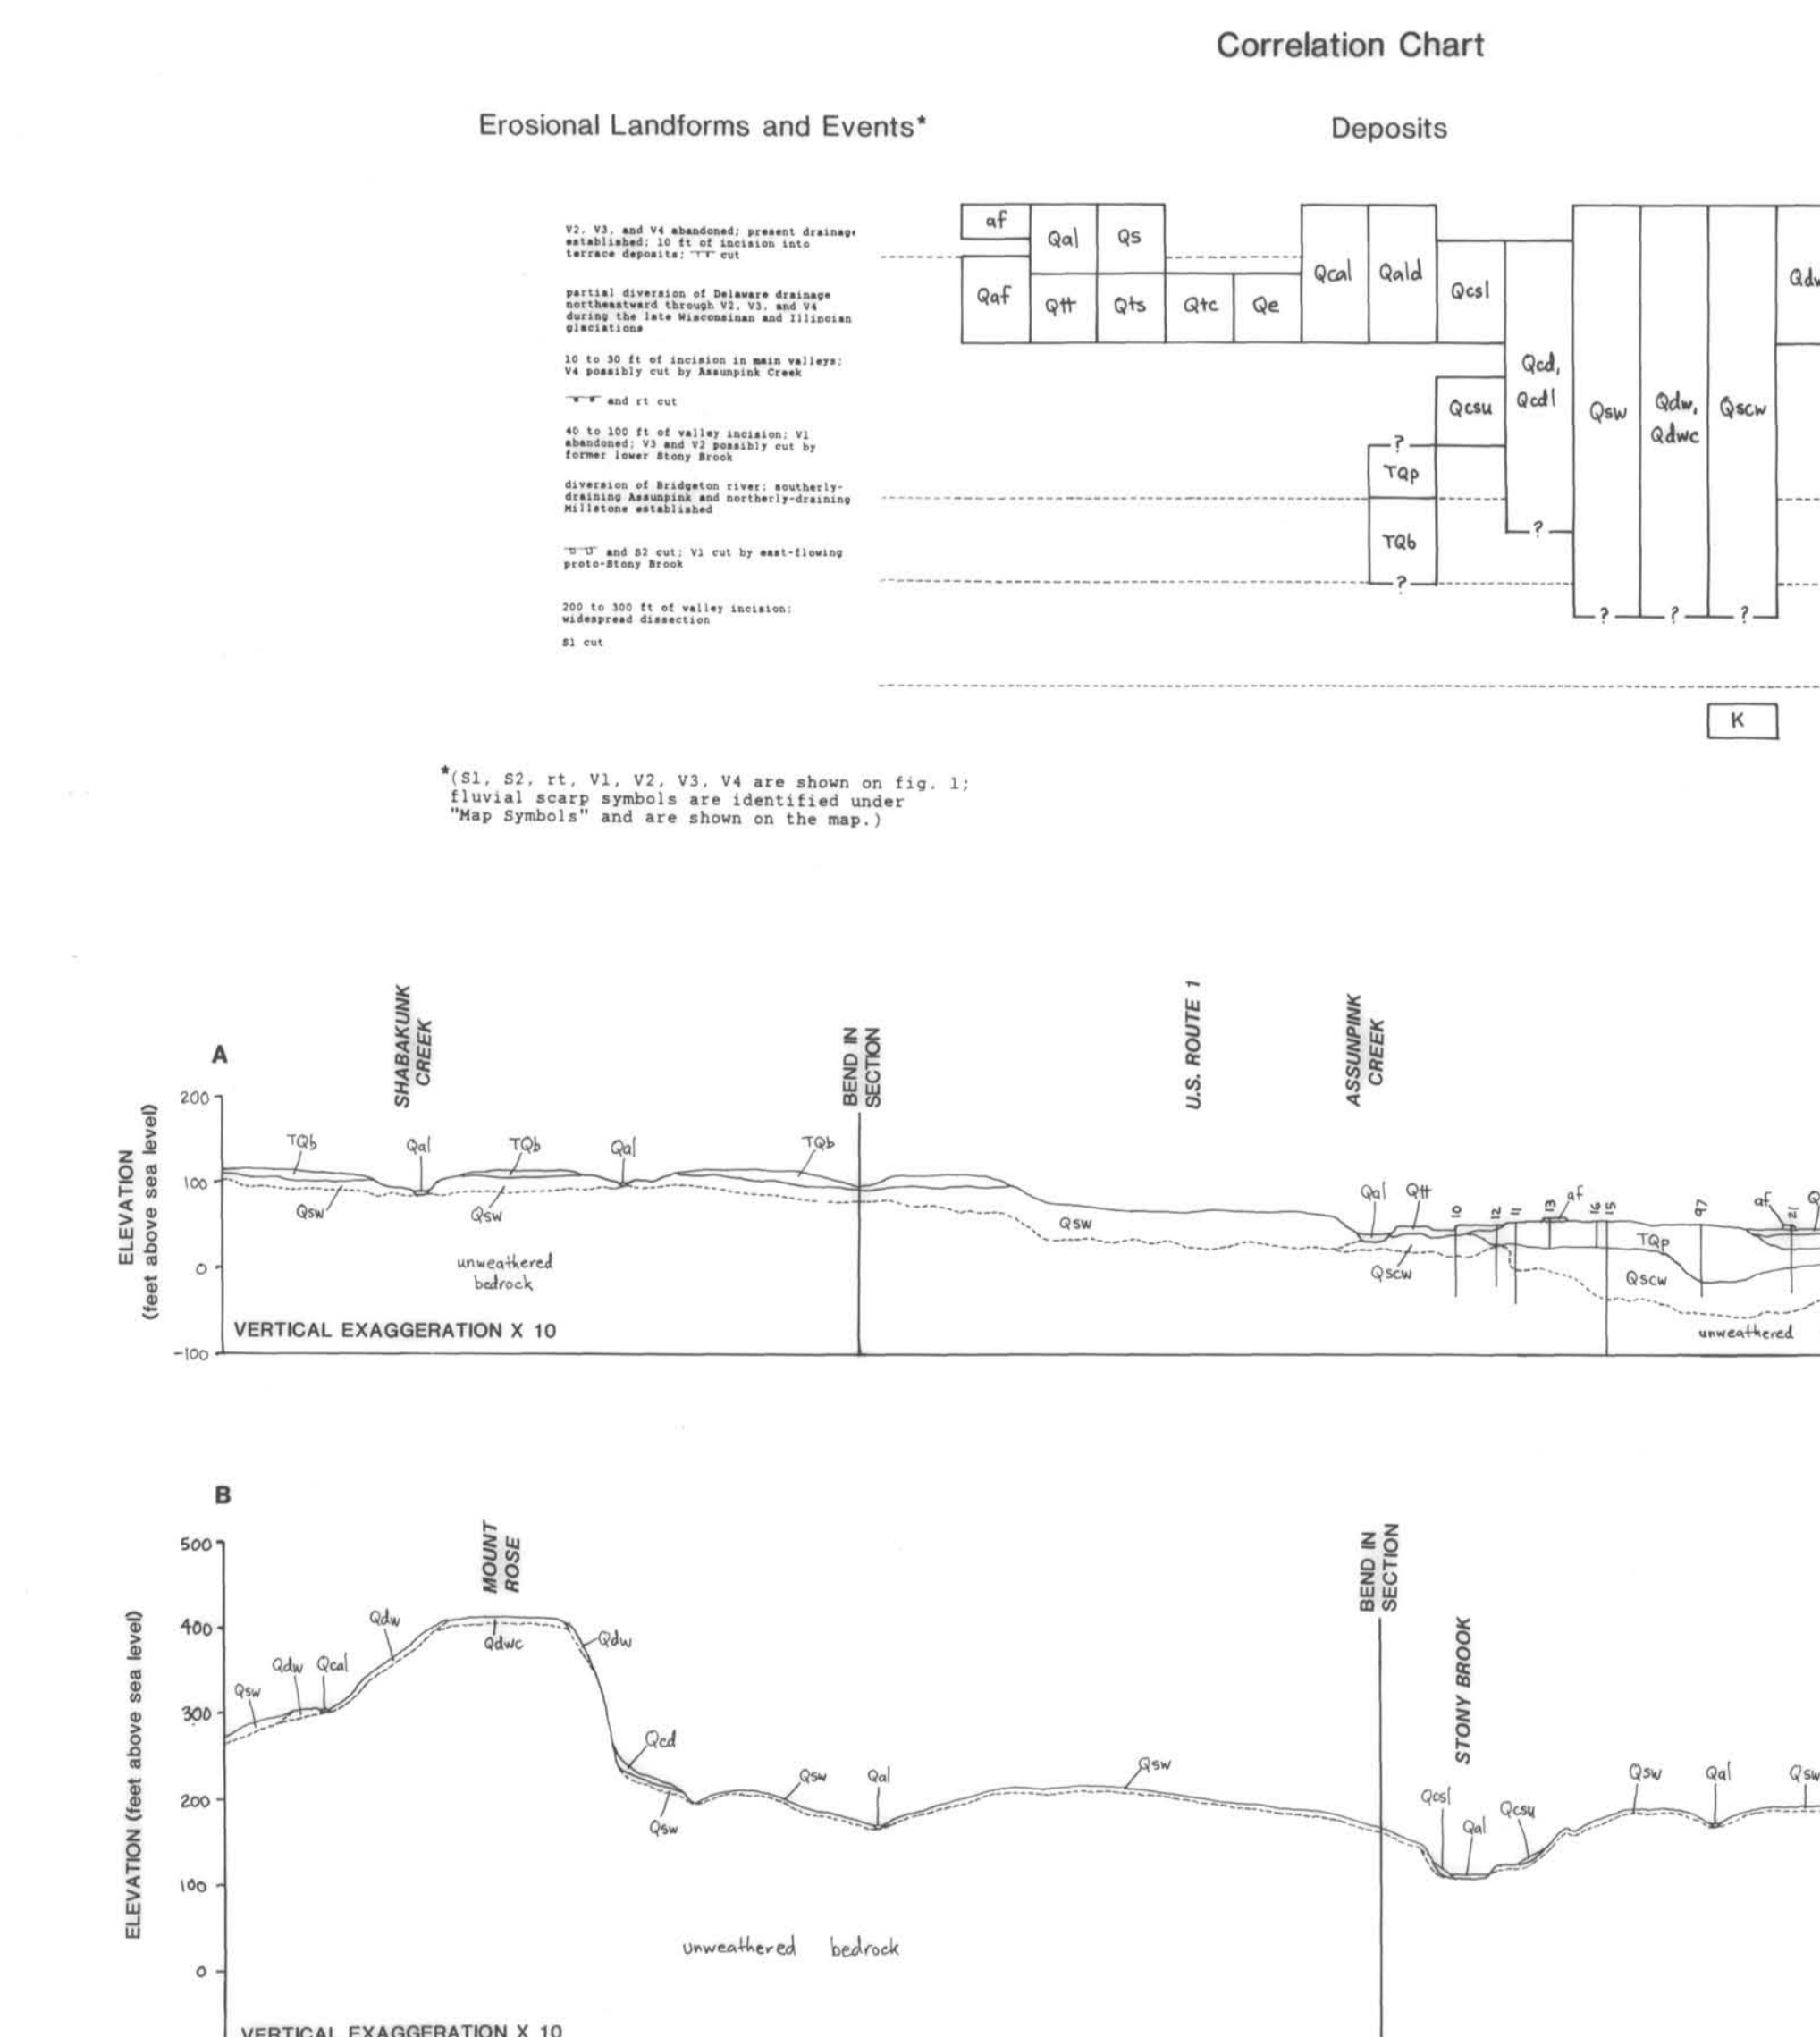 Correlation Chart
Erosional Landforms and Events*
Deposits
V2, V3, and V4 abandoned; present drainage
established; 10 ft of incision into
terrace deposits; cut
partial diversion of Delaware drainage
northeastward through V2, V3, and V4
during the late Wisconsinan and Illinoian
glaciations
10 to 30 ft of incision in main valleys;
V4 possibly cut by Assunpink Creek
and rt cut
40 to 100 ft of valley incision; V1
abandoned; V3 and V2 possibly cut by
former lower Stony Brook
diversion of Bridgeton river; southerly-
draining Assunpink and northerly-draining
Millstone established
and S2 cut; V1 cut by east-flowing
proto-Stony Brook
200 to 300 ft of valley incision;
widespread dissection
S1 cut
af
Qal
Qs
Qaf
Qtt
Qts
Qtc
Qe
Qcal
Qald
Qcsl
Qcd,
Qcdl
Qcsu
? 
TQp
TQb
?
?
Qsw
Qdw,
Qdwc
Qscw
Qdw
?
?
?
K
*(S1, S2, rt, V1, V2, V3, V4 are shown on fig. 1;
fluvial scarp symbols are identified under
"Map Symbols" and are shown on the map.)
A
SHABAKUNK
CREEK
BEND IN
SECTION
U.S. ROUTE 1
ASSUNPINK
CREEK
ELEVATION
(feet above sea level)
200
100
0
-100
TQb
Qal
TQb
Qal
TQb
Qsw
Qsw
Qsw
Qal
Qtt
Qscw
10
12
11
13
af
16
15
97
af
21
TQp
Qscw
unweathered
bedrock
unweathered
VERTICAL EXAGGERATION X 10
B
MOUNT
ROSE
BEND IN
SECTION
STONY BROOK
ELEVATION (feet above sea level)
500
400
300
200
100
0
Qsw
Qdw
Qcal
Qdw
Qdwc
Qdw
Qcd
Qsw
Qsw
Qal
Qsw
Qcsl
Qal
Qcsu
Qsw
Qal
Qsw
unweathered bedrock
VERTICAL EXAGGERATION X 10